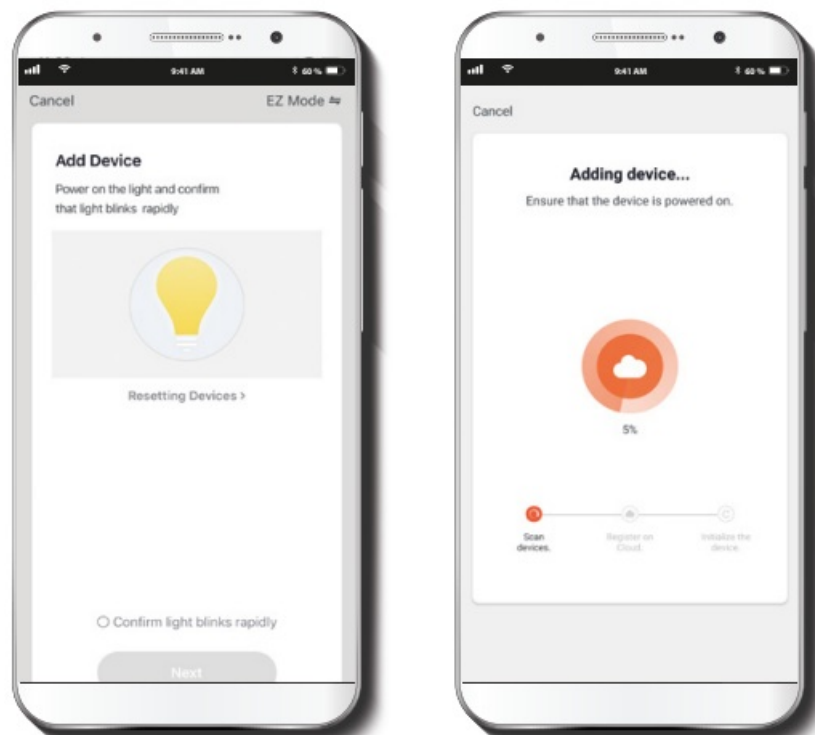 9:41 AM
60 %
Cancel
EZ Mode ⇋
Add Device
Power on the light and confirm
that light blinks rapidly
Resetting Devices >
Confirm light blinks rapidly
Next
9:41 AM
60 %
Cancel
Adding device...
Ensure that the device is powered on.
5%
Scan
devices.
Register on
Cloud.
Initialize the
device.